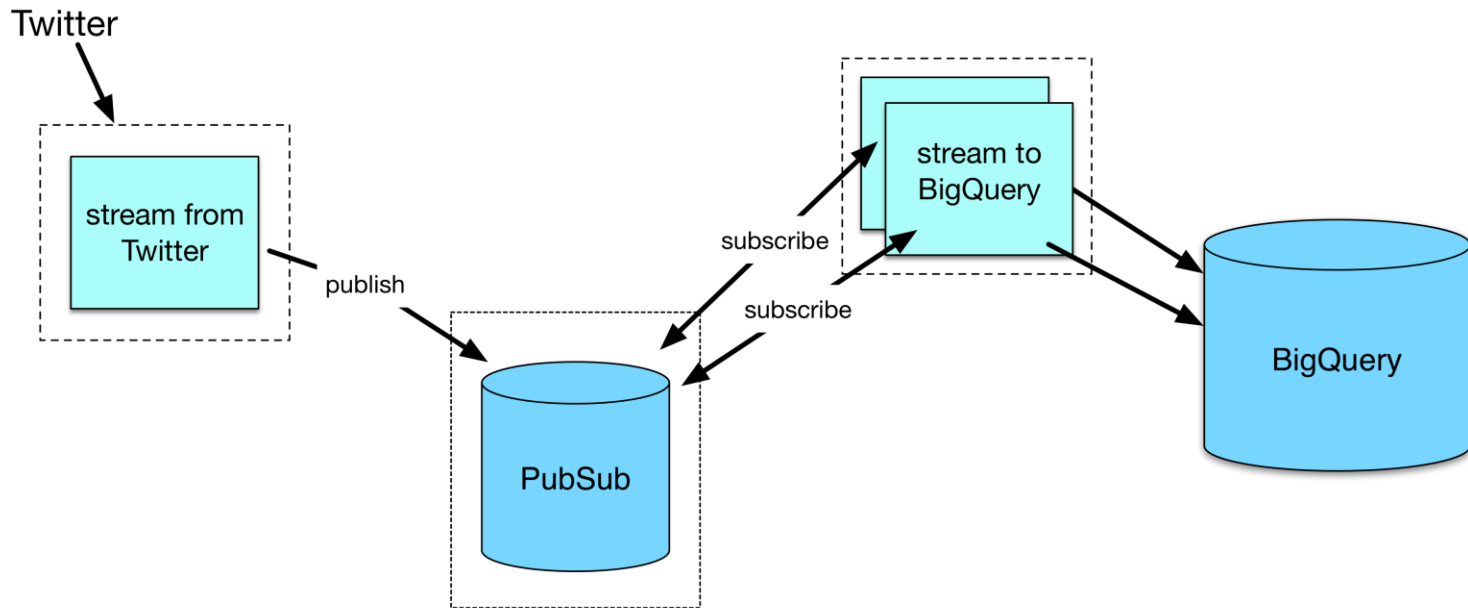 Twitter
stream from
Twitter
publish
PubSub
subscribe
subscribe
stream to
BigQuery
BigQuery